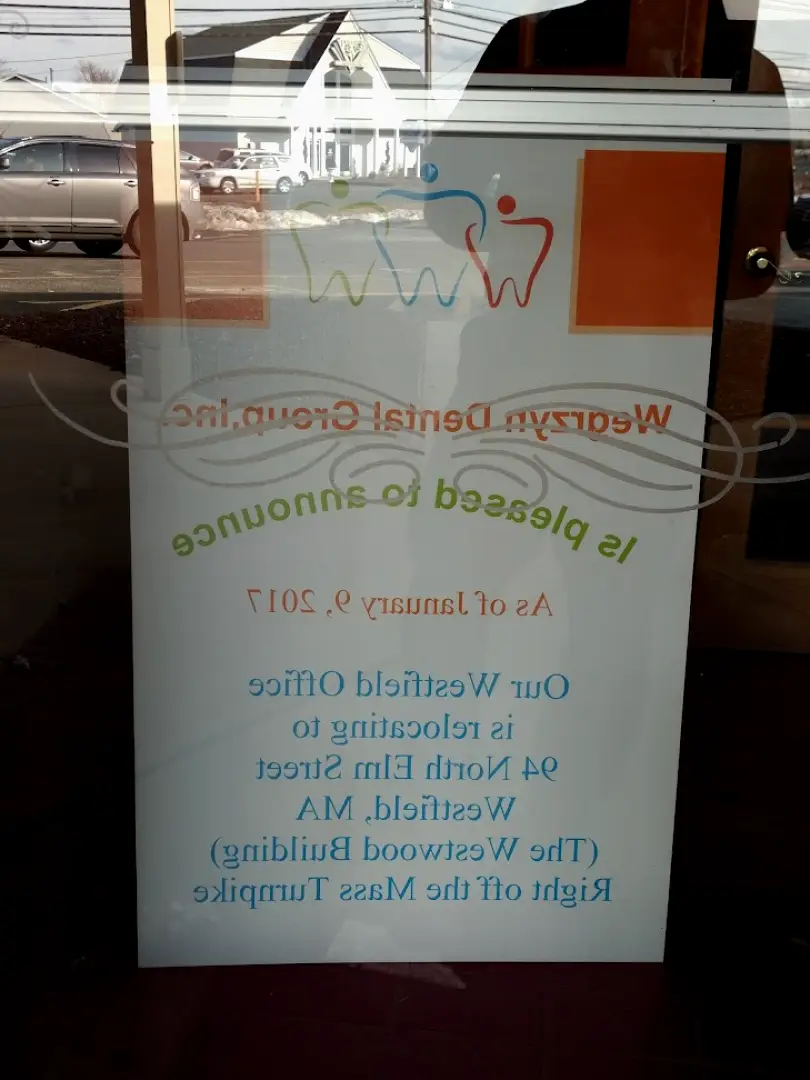 Wegrzyn Dental Group,Inc.
Is pleased to announce
As of January 9, 2017
Our Westfield Office
is relocating to
94 North Elm Street
Westfield, MA
(The Westwood Building)
Right off the Mass Turnpike